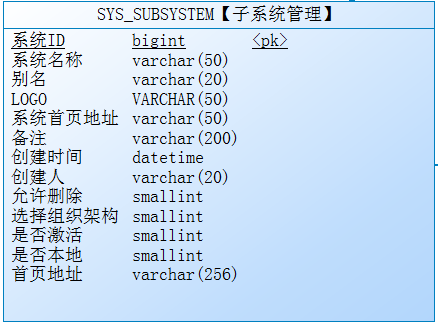 SYS_SUBSYSTEM【子系统管理】
系统ID bigint <pk>
系统名称 varchar(50)
别名 varchar(20)
LOGO VARCHAR(50)
系统首页地址 varchar(50)
备注 varchar(200)
创建时间 datetime
创建人 varchar(20)
允许删除 smallint
选择组织架构 smallint
是否激活 smallint
是否本地 smallint
首页地址 varchar(256)